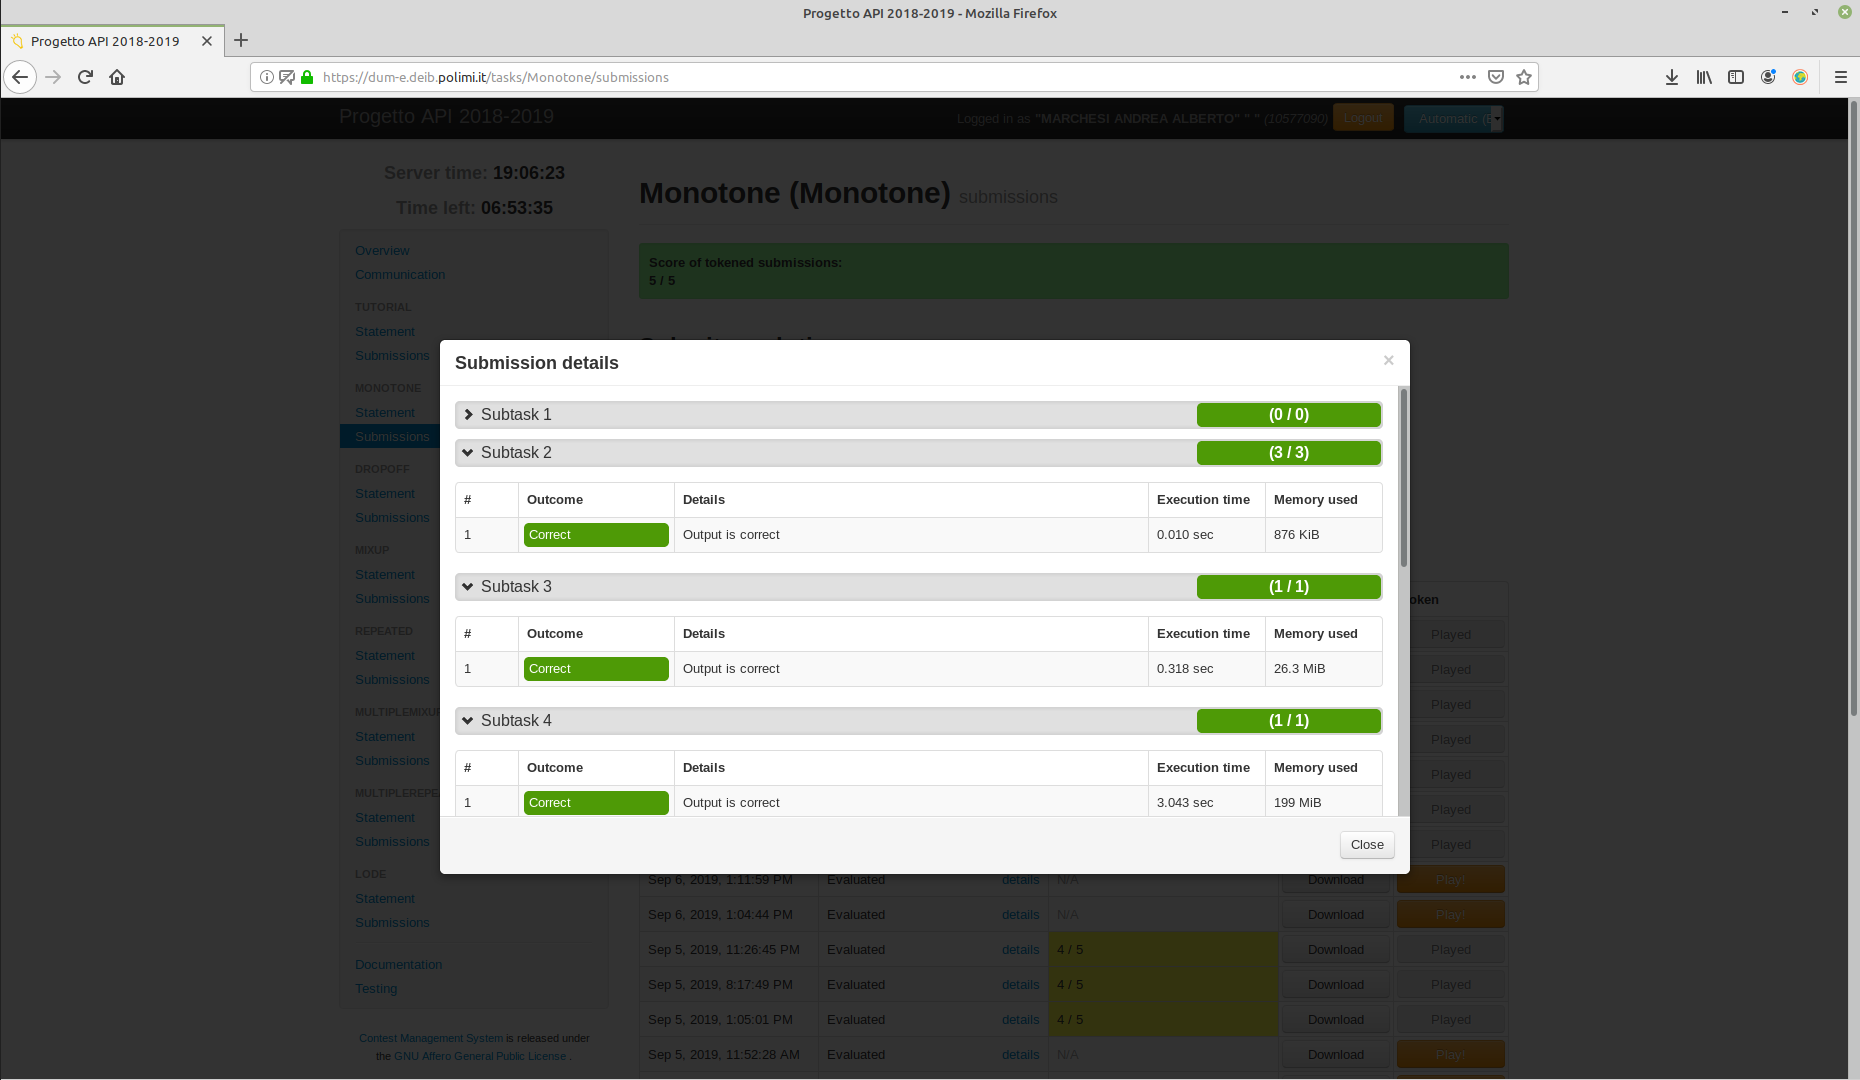 Progetto API 2018-2019 - Mozilla Firefox
Progetto API 2018-2019
https://dum-e.deib.polimi.it/tasks/Monotone/submissions
Progetto API 2018-2019
Logged in as "MARCHESI ANDREA ALBERTO" " " (10577090) Logout Automatic (E
Server time: 19:06:23
Time left: 06:53:35
Overview
Communication
TUTORIAL
Statement
Submissions
MONOTONE
Statement
Submissions
DROPOFF
Statement
Submissions
MIXUP
Statement
Submissions
REPEATED
Statement
Submissions
MULTIPLEMIXU
Statement
Submissions
MULTIPLEREPE
Statement
Submissions
LODE
Statement
Submissions
Documentation
Testing
Contest Management System is released under
the GNU Affero General Public License .
Monotone (Monotone) submissions
Score of tokened submissions:
5 / 5
Submission details ×
Subtask 1 (0 / 0)
Subtask 2 (3 / 3)
# Outcome Details Execution time Memory used
1 Correct Output is correct 0.010 sec 876 KiB
Subtask 3 (1 / 1)
# Outcome Details Execution time Memory used
1 Correct Output is correct 0.318 sec 26.3 MiB
Subtask 4 (1 / 1)
# Outcome Details Execution time Memory used
1 Correct Output is correct 3.043 sec 199 MiB
Close
oken
Played
Played
Played
Played
Played
Played
Played
Sep 6, 2019, 1:11:59 PM Evaluated details N/A Download Play!
Sep 6, 2019, 1:04:44 PM Evaluated details N/A Download Play!
Sep 5, 2019, 11:26:45 PM Evaluated details 4 / 5 Download Played
Sep 5, 2019, 8:17:49 PM Evaluated details 4 / 5 Download Played
Sep 5, 2019, 1:05:01 PM Evaluated details 4 / 5 Download Played
Sep 5, 2019, 11:52:28 AM Evaluated details N/A Download Play!